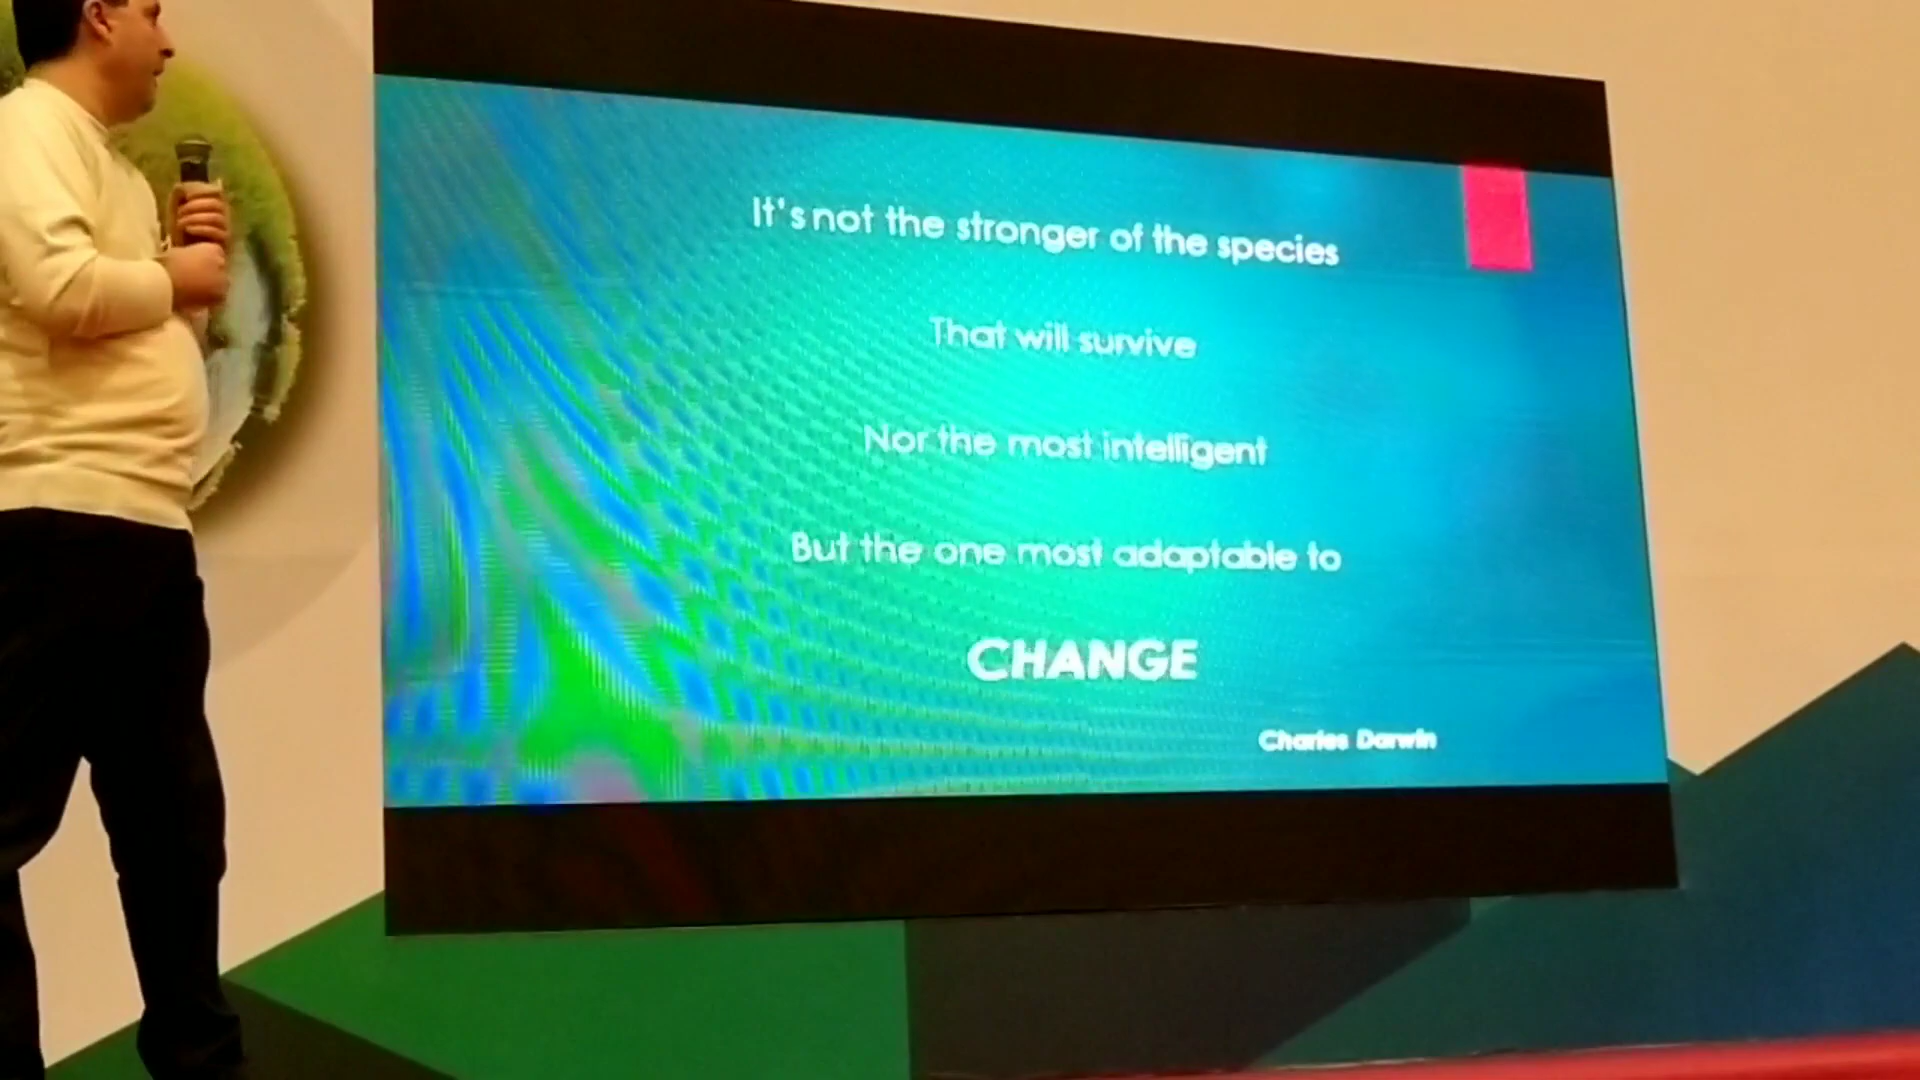 It's not the stronger of the species
That will survive
Nor the most intelligent
But the one most adaptable to
CHANGE
Charles Darwin